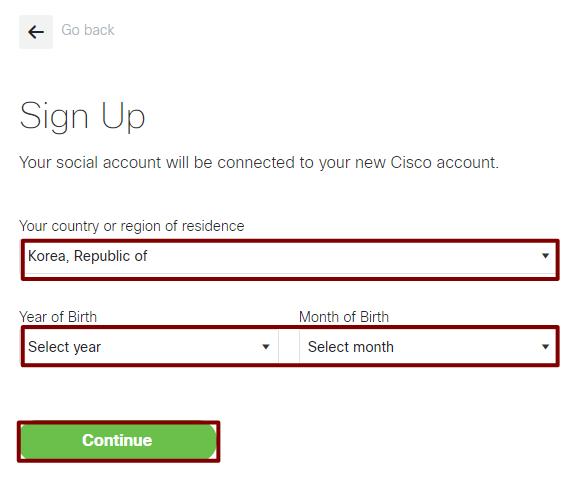 Go back
Sign Up
Your social account will be connected to your new Cisco account.
Your country or region of residence
Korea, Republic of
Year of Birth Month of Birth
Select year Select month
Continue